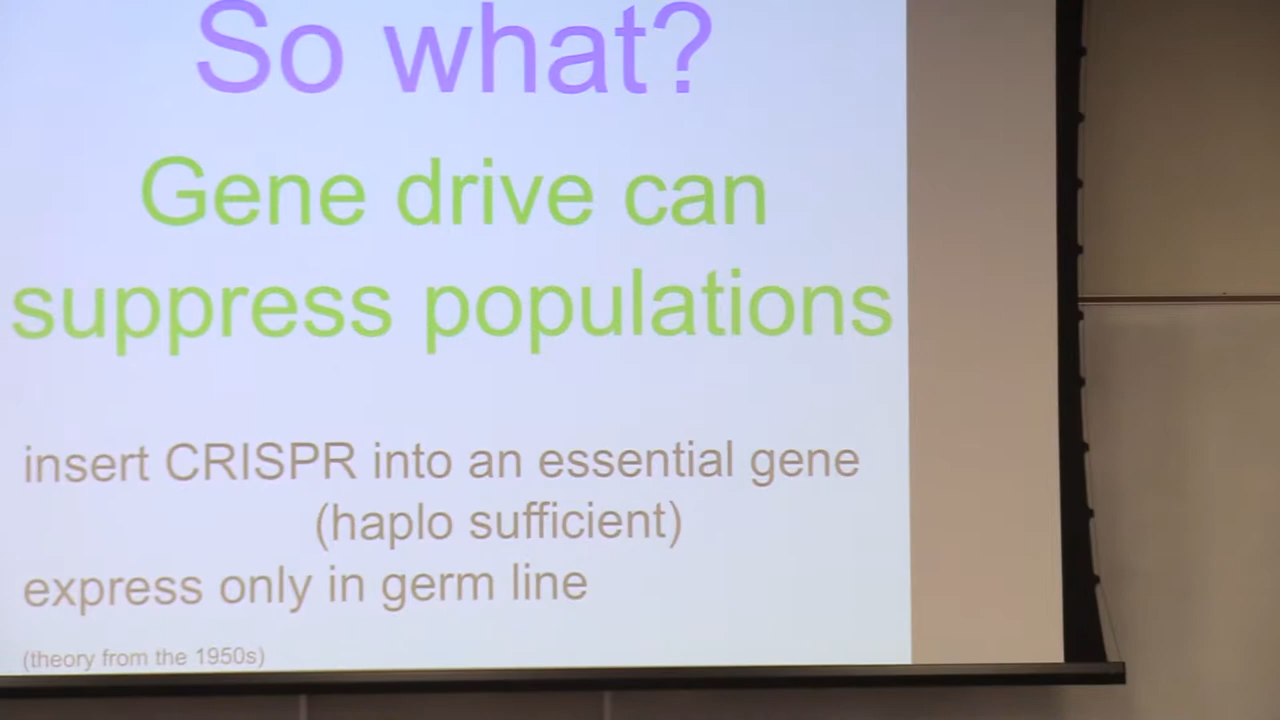 So what?
Gene drive can
suppress populations
insert CRISPR into an essential gene
(haplo sufficient)
express only in germ line
(theory from the 1950s)